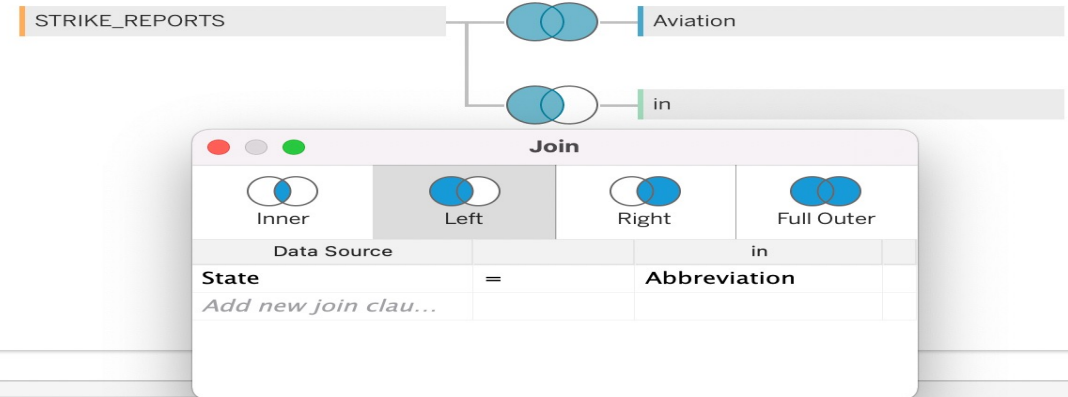 STRIKE_REPORTS
Aviation
in
Join
Inner
Left
Right
Full Outer
Data Source
in
State = Abbreviation
Add new join clau...